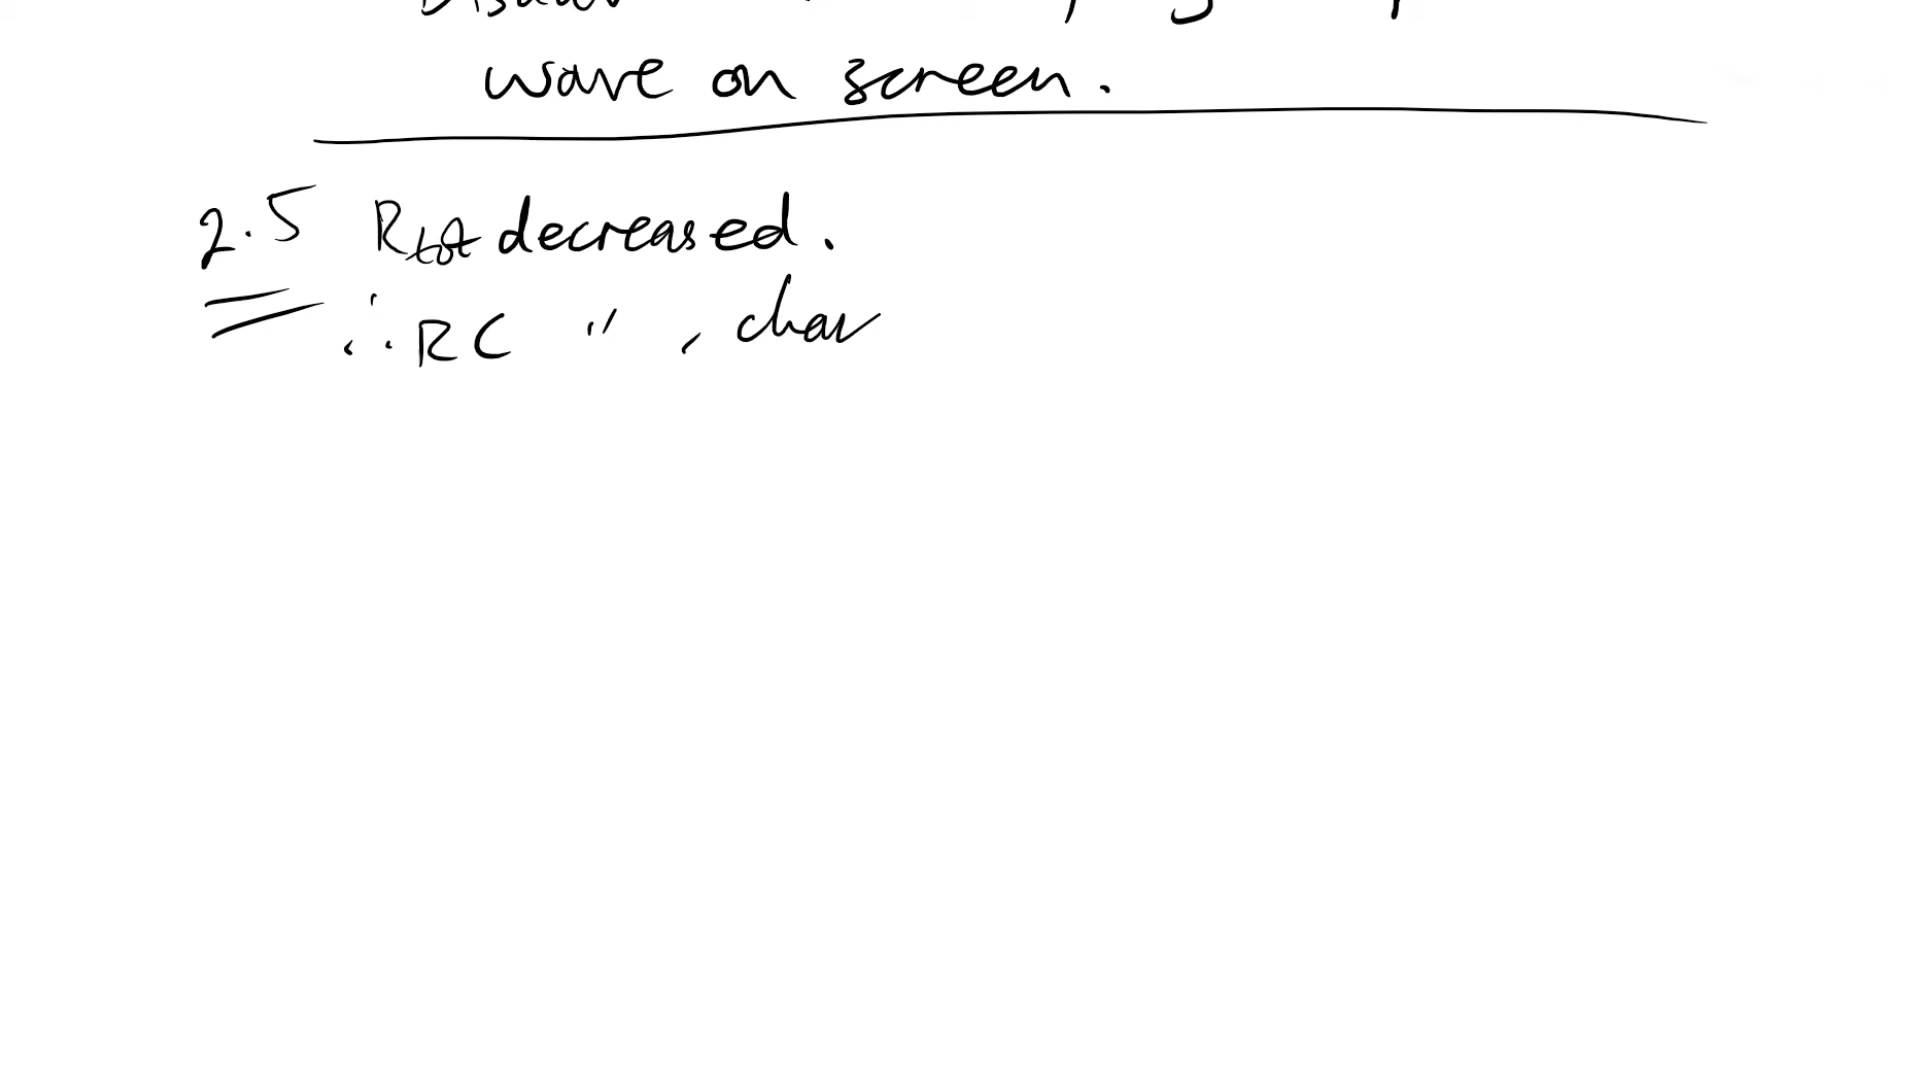 wave on screen.
2.5 Rtot decreased.
∴ RC " , char